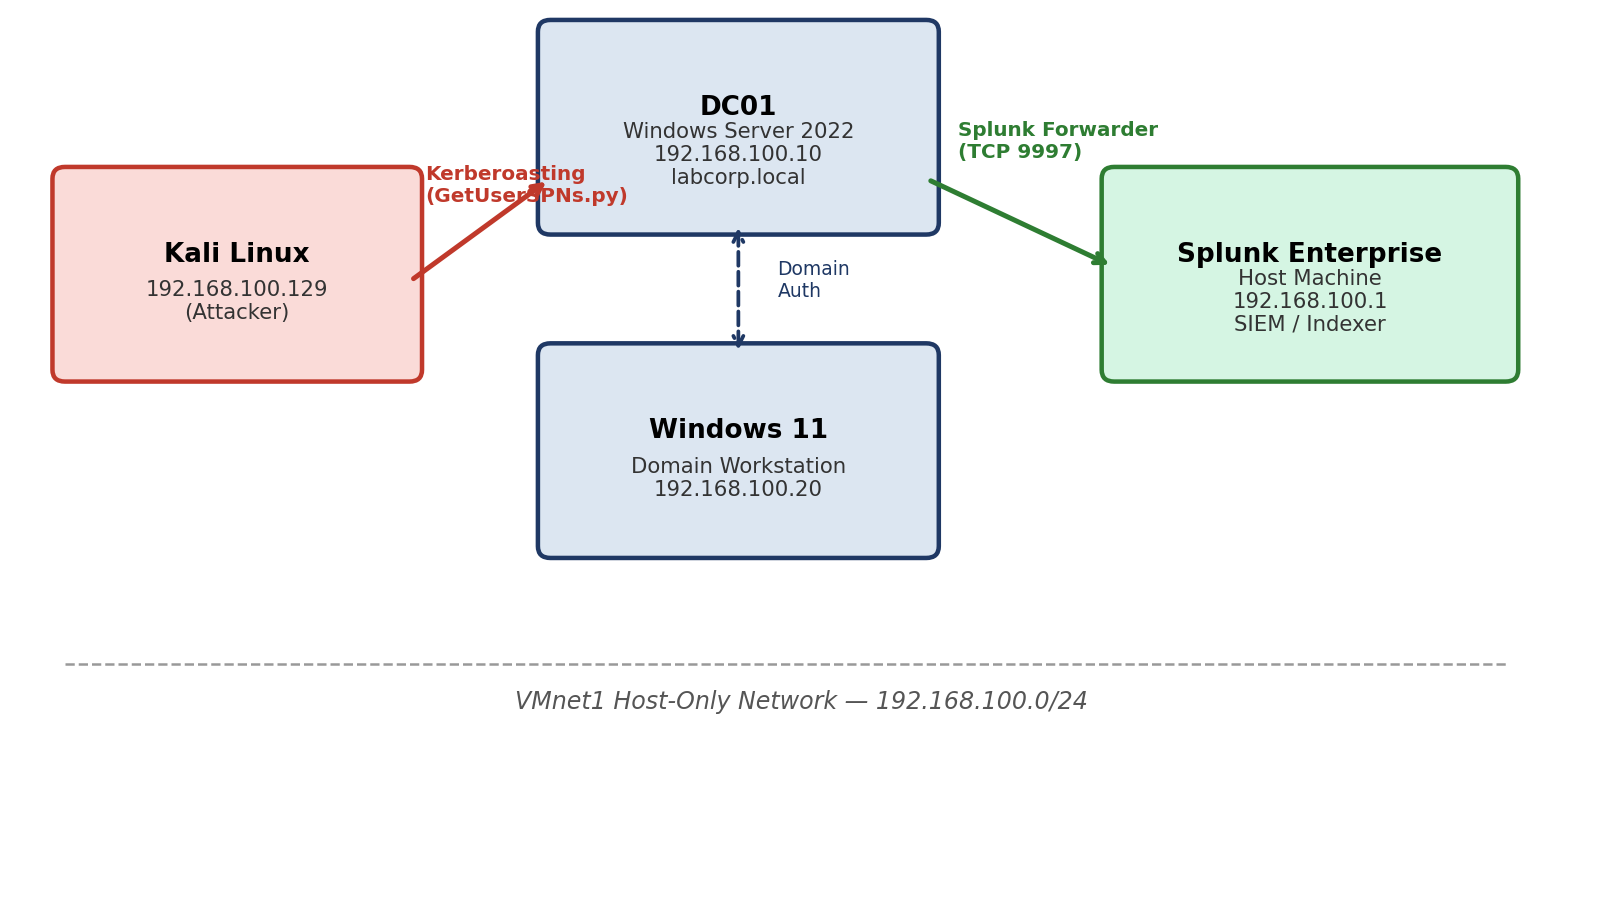 DC01
Windows Server 2022
192.168.100.10
labcorp.local
Splunk Forwarder
(TCP 9997)
Kerberoasting
(GetUserSPNs.py)
Kali Linux
192.168.100.129
(Attacker)
Domain
Auth
Splunk Enterprise
Host Machine
192.168.100.1
SIEM / Indexer
Windows 11
Domain Workstation
192.168.100.20
VMnet1 Host-Only Network — 192.168.100.0/24